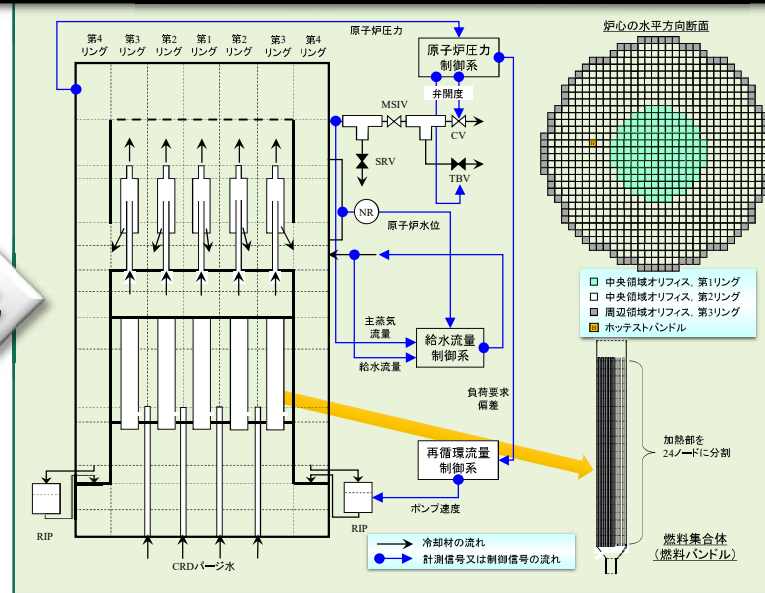 原子炉圧力
炉心の水平方向断面
第4
リング
第3
リング
第2
リング
第1
リング
第2
リング
第3
リング
第4
リング
原子炉圧力
制御系
弁開度
MSIV
CV
SRV
TBV
H
NR
原子炉水位
中央領域オリフィス, 第1リング
中央領域オリフィス, 第2リング
周辺領域オリフィス, 第3リング
H ホッテストバンドル
主蒸気
流量
給水流量
制御系
給水流量
負荷要求
偏差
加熱部を
24ノードに分割
再循環流量
制御系
ポンプ速度
RIP
RIP
燃料集合体
(燃料バンドル)
冷却材の流れ
計測信号又は制御信号の流れ
CRDパージ水